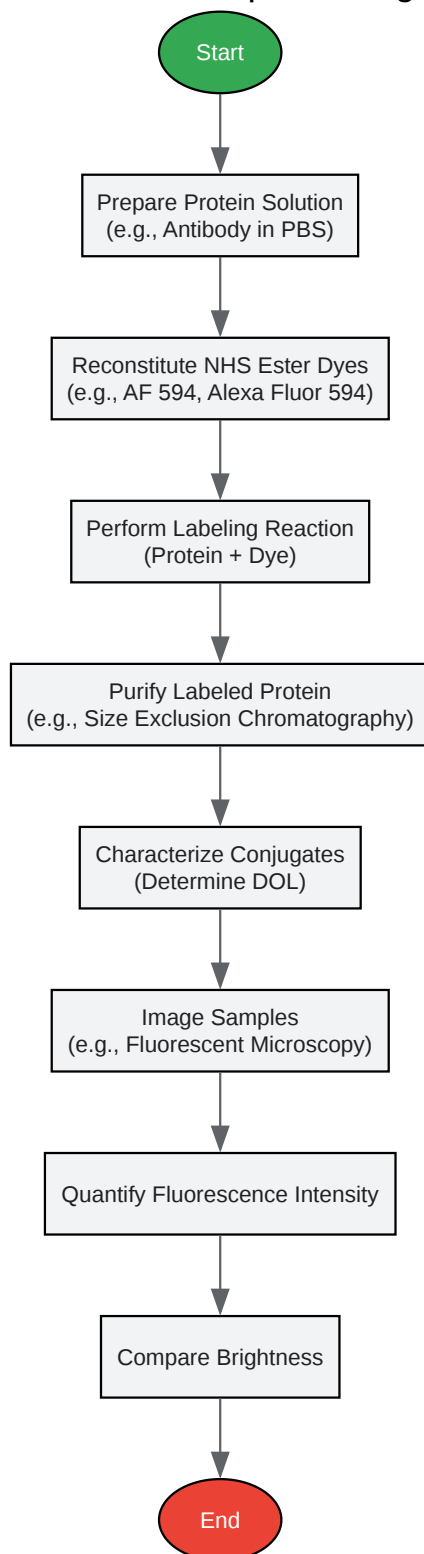 Start
Prepare Protein Solution
(e.g., Antibody in PBS)
Reconstitute NHS Ester Dyes
(e.g., AF 594, Alexa Fluor 594)
Perform Labeling Reaction
(Protein + Dye)
Purify Labeled Protein
(e.g., Size Exclusion Chromatography)
Characterize Conjugates
(Determine DOL)
Image Samples
(e.g., Fluorescent Microscopy)
Quantify Fluorescence Intensity
Compare Brightness
End